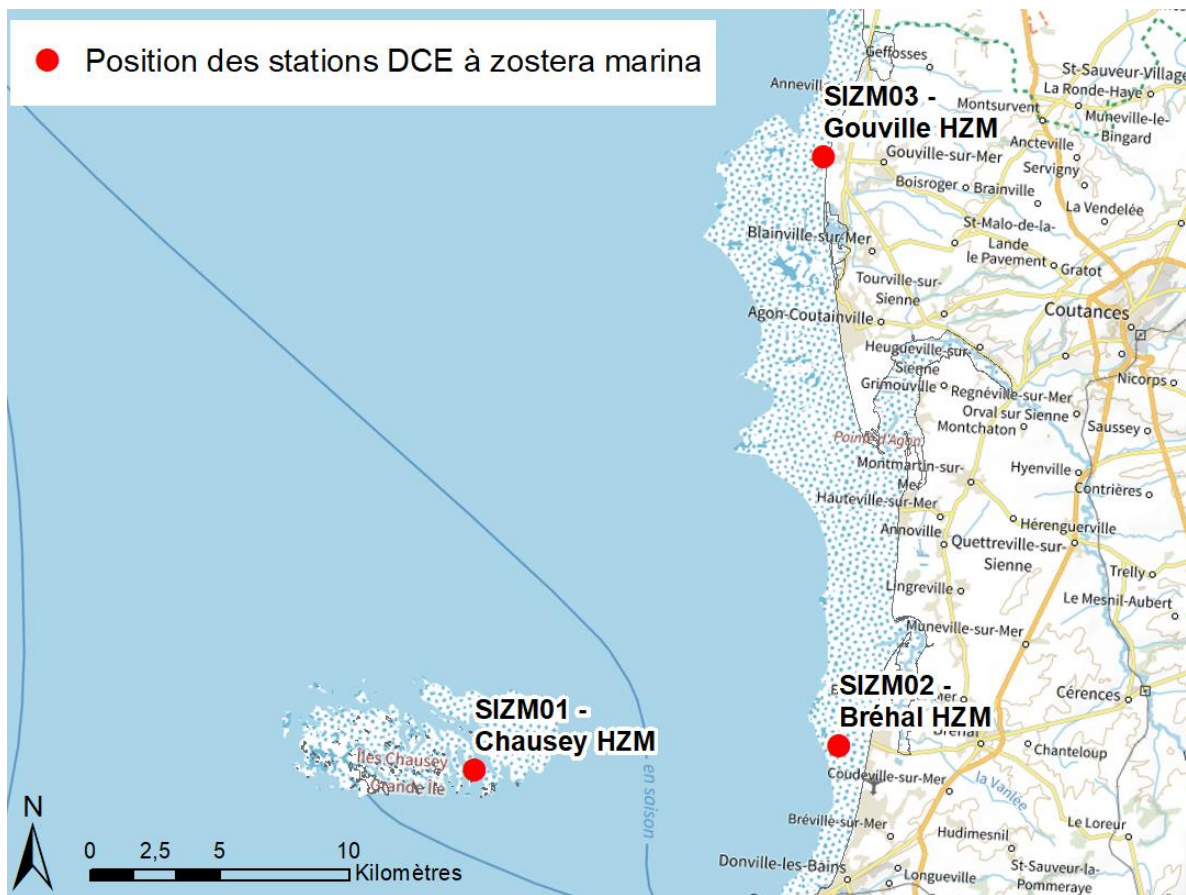 Position des stations DCE à zostera marina
Geffosses
St-Sauveur-Villag
Anneville
La Ronde-Haye
SIZM03 -
Gouville HZM
Montsurvent
Muneville-le-
Bingard
Ancteville
Gouville-sur-Mer
Servigny
Boisroger
Brainville
La Vendelée
St-Malo-de-la-
Lande
Blainville-sur-Mer
le Pavement
Gratot
Tourville-sur-
Sienne
Coutances
Agon-Coutainville
Heugueville-sur-
Sienne
Grimouville
Regnéville-sur-Mer
Nicorps
Orval sur Sienne
Montchaton
Saussey
Pointe d'Agon
Montmartin-sur-
Mer
Hyenville
Contrières
Hauteville-sur-Mer
Hérenguerville
Annoville
Quettreville-sur-
Sienne
Trelly
Lingreville
Le Mesnil-Aubert
Muneville-sur-Mer
SIZM02 -
Bréhal HZM
Mer
Cérences
Bréhal
Chanteloup
SIZM01 -
Chausey HZM
Iles Chausey
Grande Ile
en saison
Coudeville-sur-Mer
la Vanlée
Le Loreur
Bréville-sur-Mer
Hudimesnil
Donville-les-Bains
Longueville
St-Sauveur-la-
Pommeraye
N
0 2,5 5 10
Kilomètres